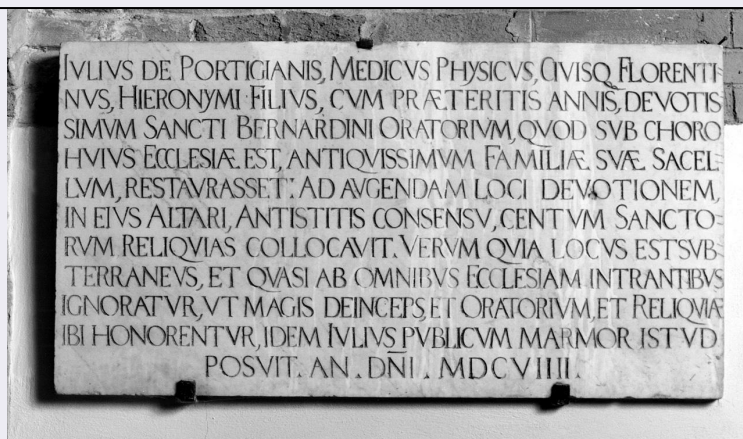 IVLIVS DE PORTIGIANIS, MEDICVS PHYSICVS, CIVISQ FLORENTI-
NVS, HIERONYMI FILIVS, CVM PRÆTERITIS ANNIS, DEVOTIS
SIMVM SANCTI BERNARDINI ORATORIVM, QVOD SVB CHORO
HVIVS ECCLESIÆ EST, ANTIQVISSIMVM FAMILIÆ SVÆ SACEL-
LVM, RESTAVRASSET: AD AVGENDAM LOCI DEVOTIONEM,
IN EIVS ALTARI, ANTISTITIS CONSENSV, CENTVM SANCTO-
RVM RELIQVIAS COLLOCAVIT. VERVM QVIA LOCVS EST SVB-
TERRANEVS, ET QVASI AB OMNIBVS ECCLESIAM INTRANTIBVS
IGNORATVR, VT MAGIS DEINCEPS, ET ORATORIVM, ET RELIQVIÆ
IBI HONORENTVR, IDEM IVLIVS PVBLICVM MARMOR ISTVD
POSVIT. AN. DN̅I. MDCVIIII.